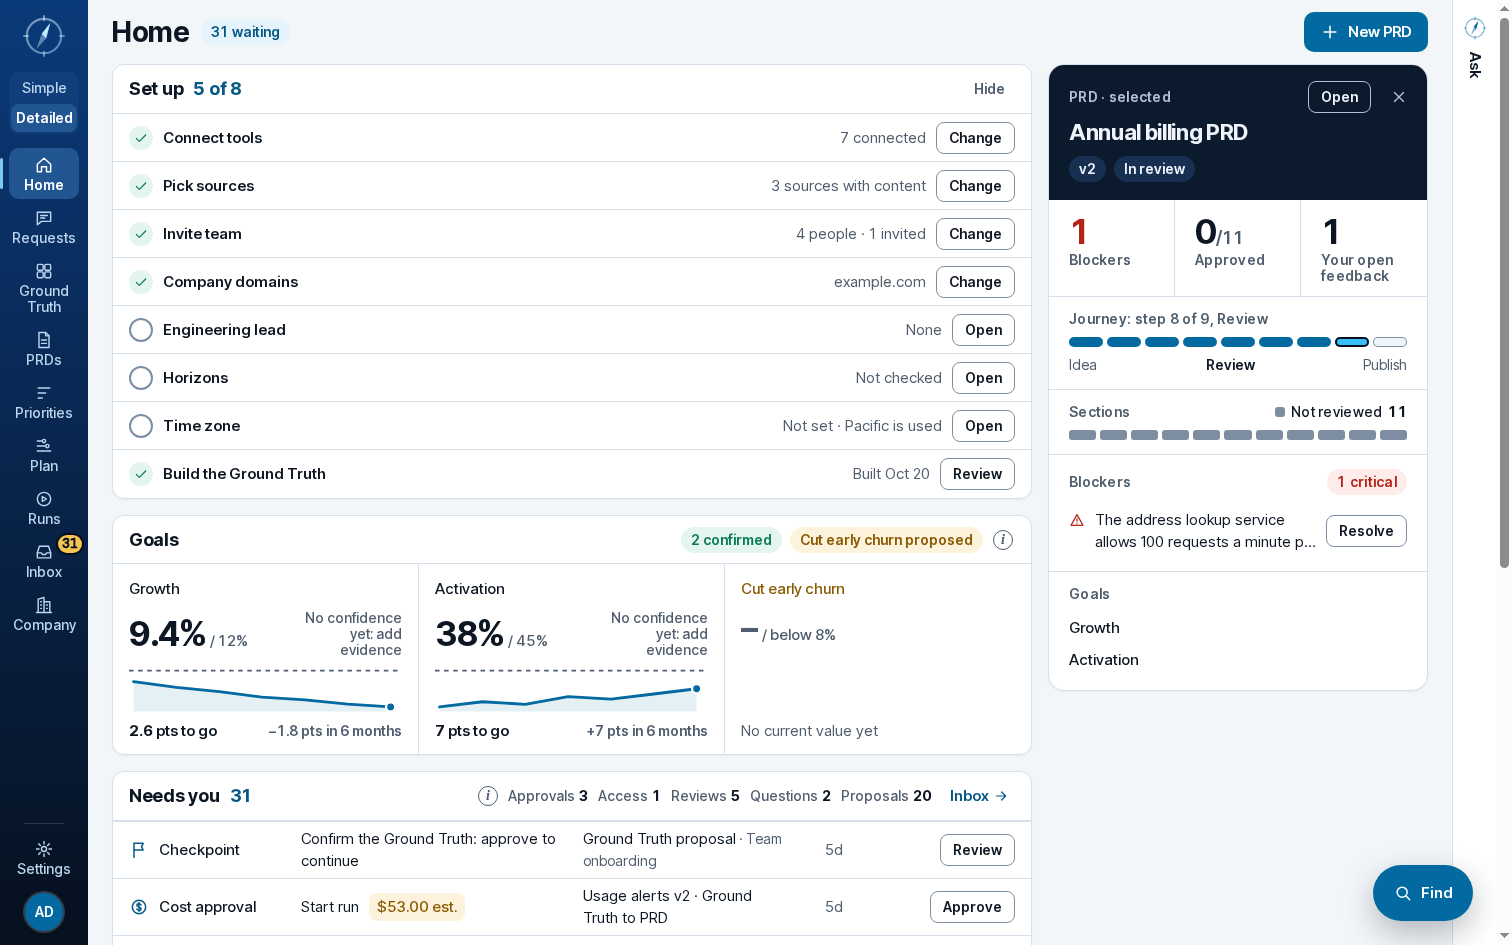 Simple
Detailed
Home
Requests
Ground
Truth
PRDs
Priorities
Plan
Runs
31
Inbox
Company
Settings
AD
Home 31 waiting
New PRD
Set up 5 of 8 Hide
Connect tools 7 connected Change
Pick sources 3 sources with content Change
Invite team 4 people · 1 invited Change
Company domains example.com Change
Engineering lead None Open
Horizons Not checked Open
Time zone Not set · Pacific is used Open
Build the Ground Truth Built Oct 20 Review
Goals 2 confirmed Cut early churn proposed i
Growth
9.4% / 12%
No confidence
yet: add
evidence
2.6 pts to go −1.8 pts in 6 months
Activation
38% / 45%
No confidence
yet: add
evidence
7 pts to go +7 pts in 6 months
Cut early churn
– / below 8%
No current value yet
Needs you 31 i Approvals 3 Access 1 Reviews 5 Questions 2 Proposals 20 Inbox →
Checkpoint
Confirm the Ground Truth: approve to
continue
Ground Truth proposal · Team
onboarding
5d Review
Cost approval
Start run $53.00 est.
Usage alerts v2 · Ground
Truth to PRD
5d Approve
PRD · selected Open
Annual billing PRD
v2 In review
1
Blockers
0/11
Approved
1
Your open
feedback
Journey: step 8 of 9, Review
Idea Review Publish
Sections Not reviewed 11
Blockers 1 critical
The address lookup service
allows 100 requests a minute p…
Resolve
Goals
Growth
Activation
Ask
Find